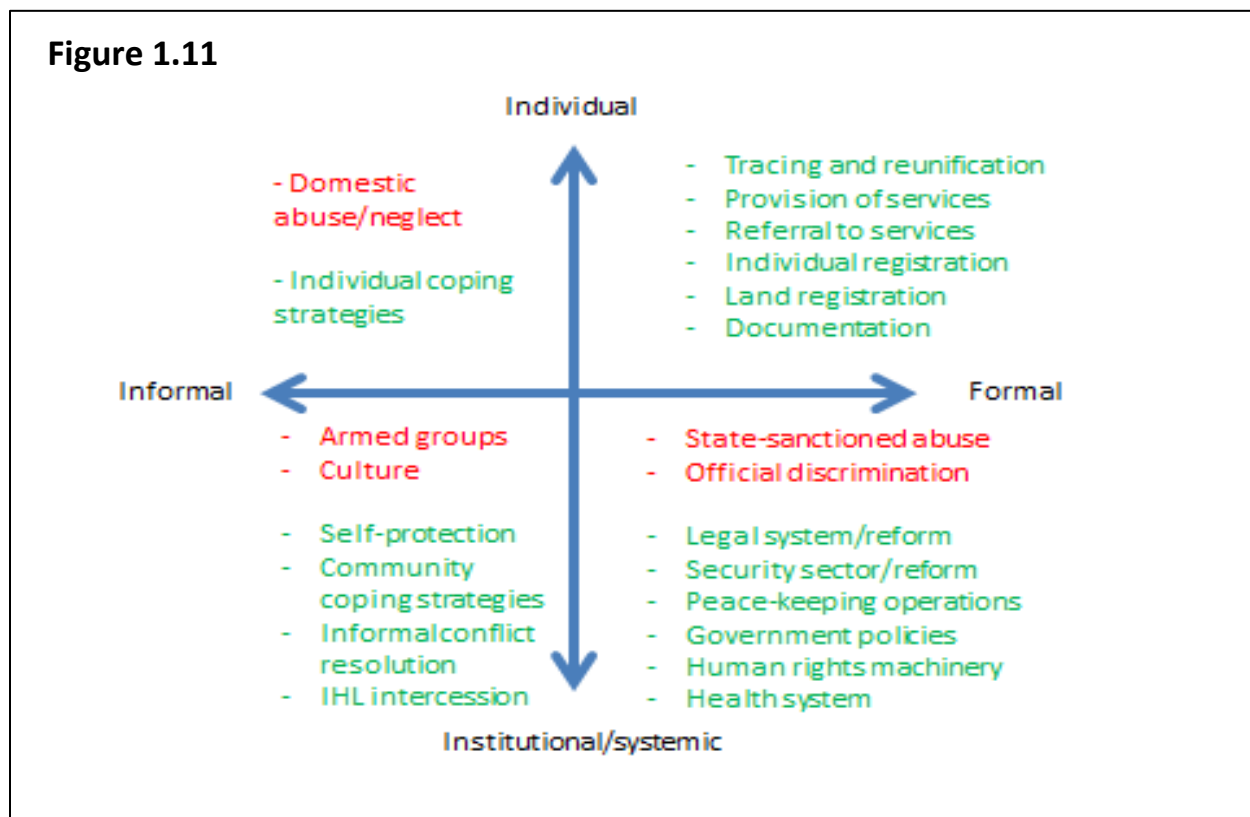 Figure 1.11
Individual
- Domestic
abuse/neglect
- Individual coping
strategies
- Tracing and reunification
- Provision of services
- Referral to services
- Individual registration
- Land registration
- Documentation
Informal
Formal
- Armed groups
- Culture
- Self-protection
- Community
coping strategies
- Informal conflict
resolution
- IHL intercession
- State-sanctioned abuse
- Official discrimination
- Legal system/reform
- Security sector/reform
- Peace-keeping operations
- Government policies
- Human rights machinery
- Health system
Institutional/systemic